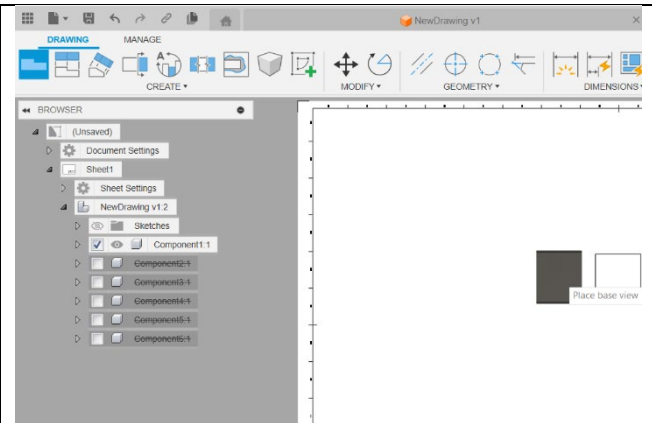 NewDrawing v1
DRAWING MANAGE
CREATE MODIFY GEOMETRY DIMENSIONS
BROWSER
(Unsaved)
Document Settings
Sheet1
Sheet Settings
NewDrawing v1:2
Sketches
Component1:1
Component2:1
Component3:1
Component4:1
Component5:1
Component6:1
Place base view